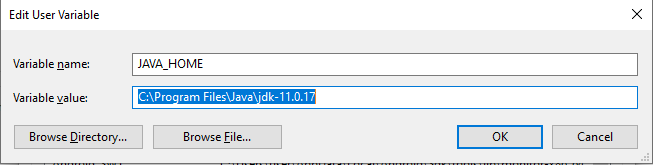 Edit User Variable
Variable name:
JAVA_HOME
Variable value:
C:\Program Files\Java\jdk-11.0.17
Browse Directory...
Browse File...
OK
Cancel